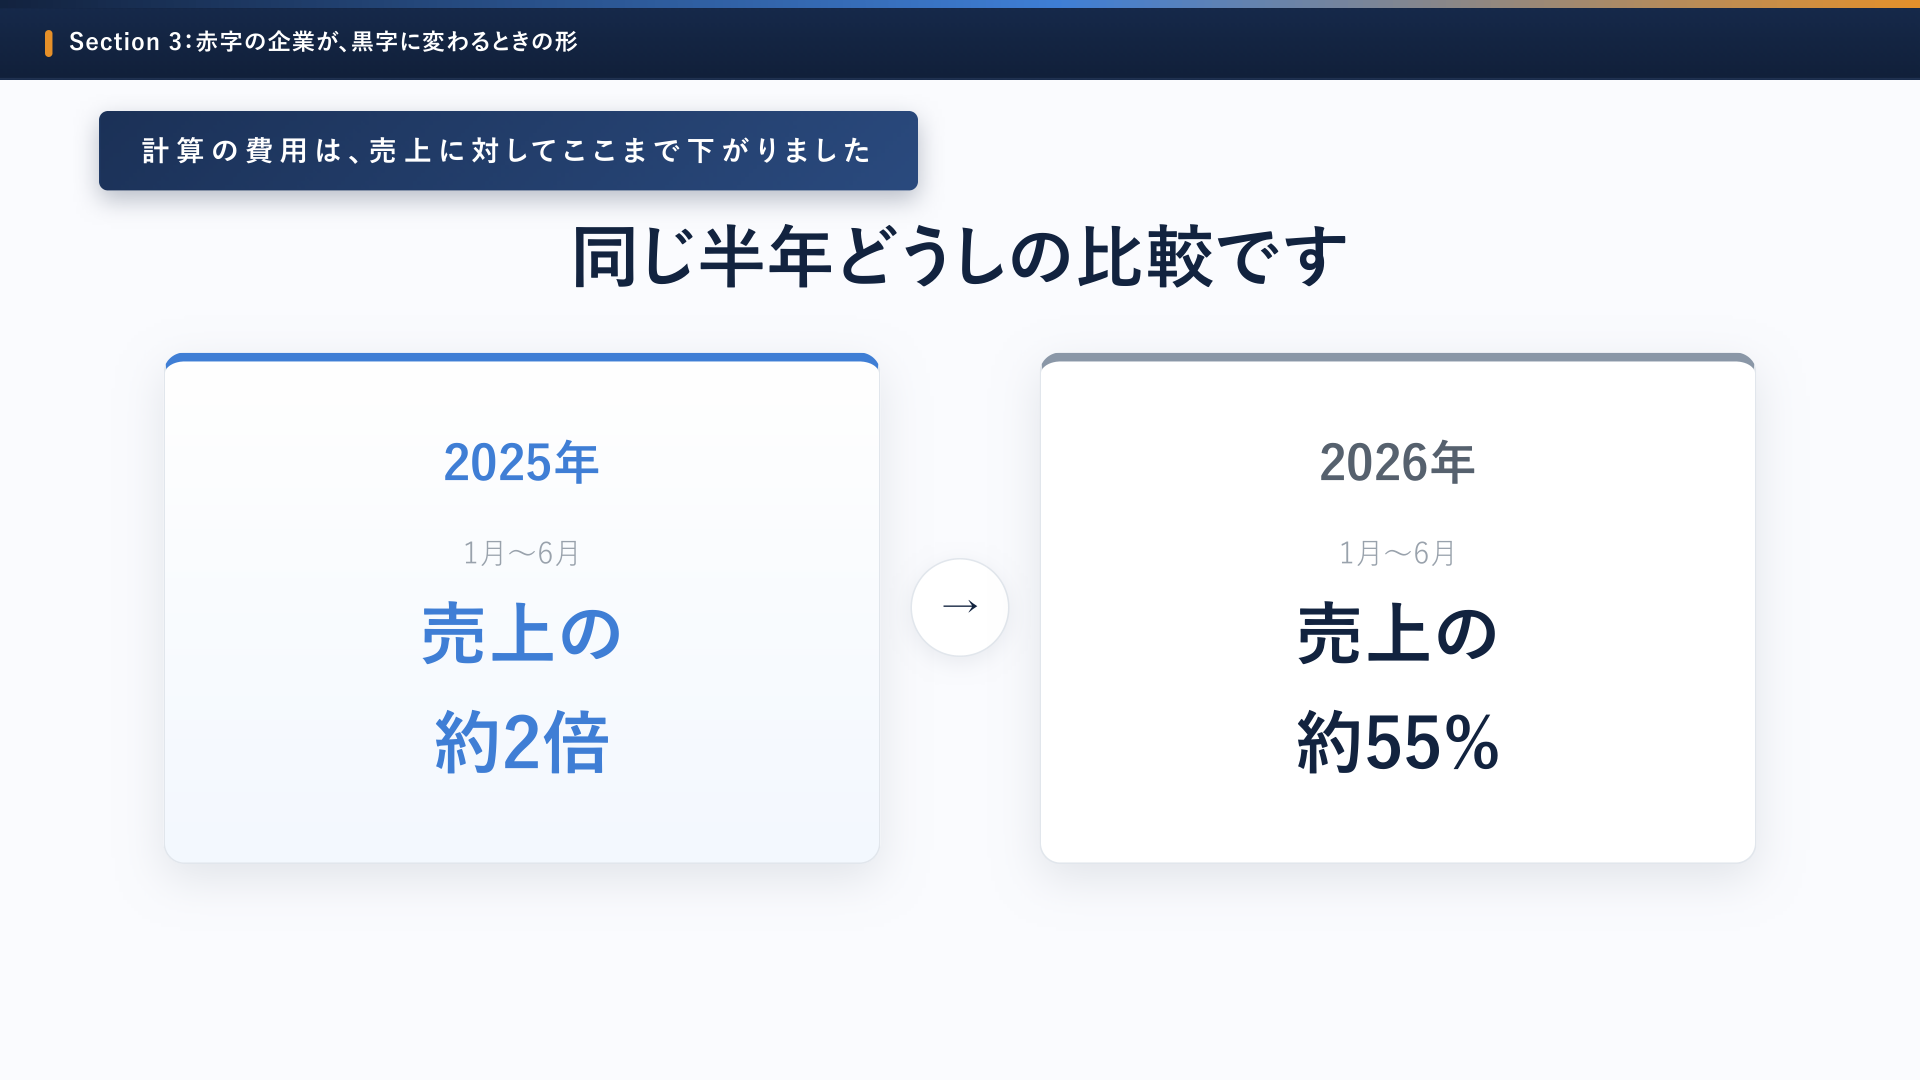 Section 3：赤字の企業が、黒字に変わるときの形
計算の費用は、売上に対してここまで下がりました
同じ半年どうしの比較です
2025年
1月〜6月
売上の
約2倍
→
2026年
1月〜6月
売上の
約55%